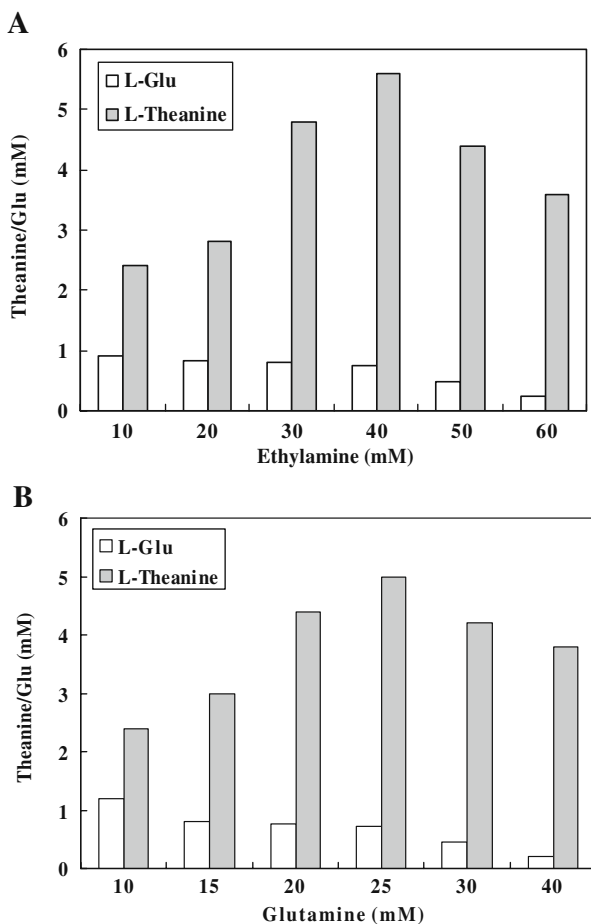 A
6
5
4
3
2
1
0
Theanine/Glu (mM)
L-Glu
L-Theanine
10 20 30 40 50 60
Ethylamine (mM)
B
6
5
4
3
2
1
0
Theanine/Glu (mM)
L-Glu
L-Theanine
10 15 20 25 30 40
Glutamine (mM)